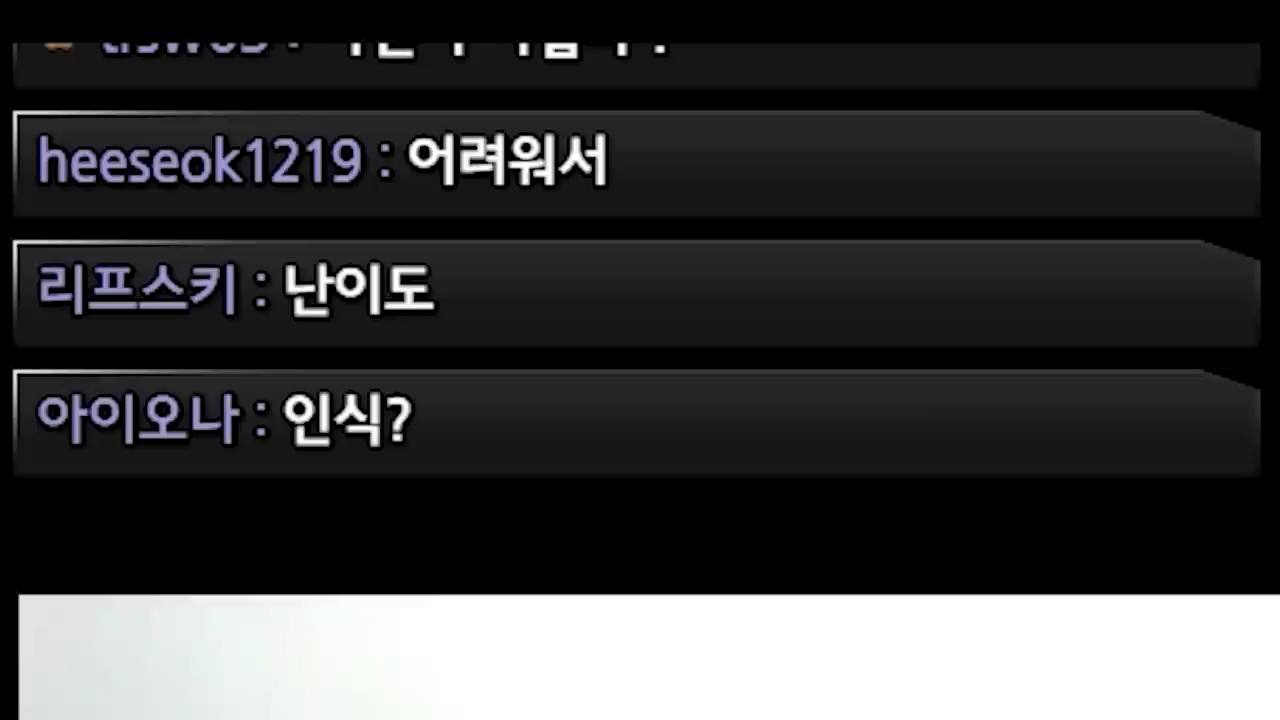 heeseok1219 : 어려워서
리프스키 : 난이도
아이오나 : 인식?